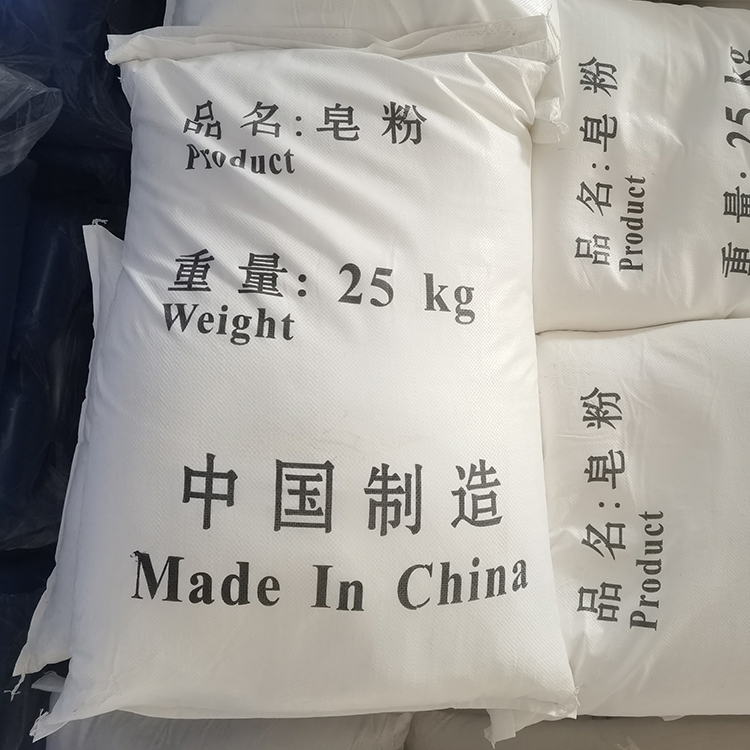 品名:皂粉
Product
重量: 25 kg
Weight
中国制造
Made In China
品名:皂粉
Product
重量: 25 kg
品名:皂粉
Product